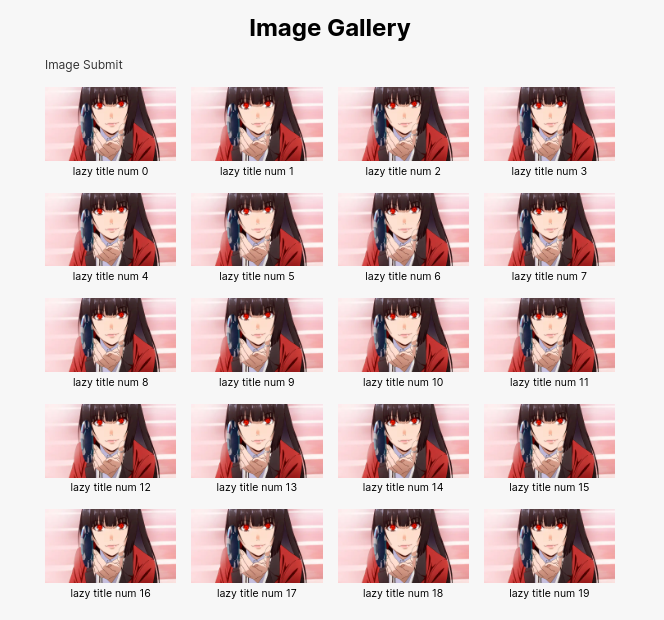 Image Gallery
Image Submit
lazy title num 0
lazy title num 1
lazy title num 2
lazy title num 3
lazy title num 4
lazy title num 5
lazy title num 6
lazy title num 7
lazy title num 8
lazy title num 9
lazy title num 10
lazy title num 11
lazy title num 12
lazy title num 13
lazy title num 14
lazy title num 15
lazy title num 16
lazy title num 17
lazy title num 18
lazy title num 19